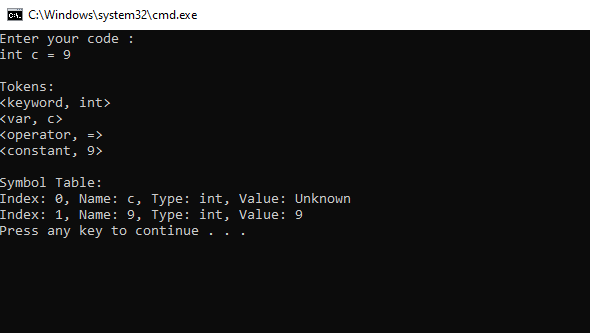 C:\Windows\system32\cmd.exe
Enter your code :
int c = 9
Tokens:
<keyword, int>
<var, c>
<operator, =>
<constant, 9>
Symbol Table:
Index: 0, Name: c, Type: int, Value: Unknown
Index: 1, Name: 9, Type: int, Value: 9
Press any key to continue . . .